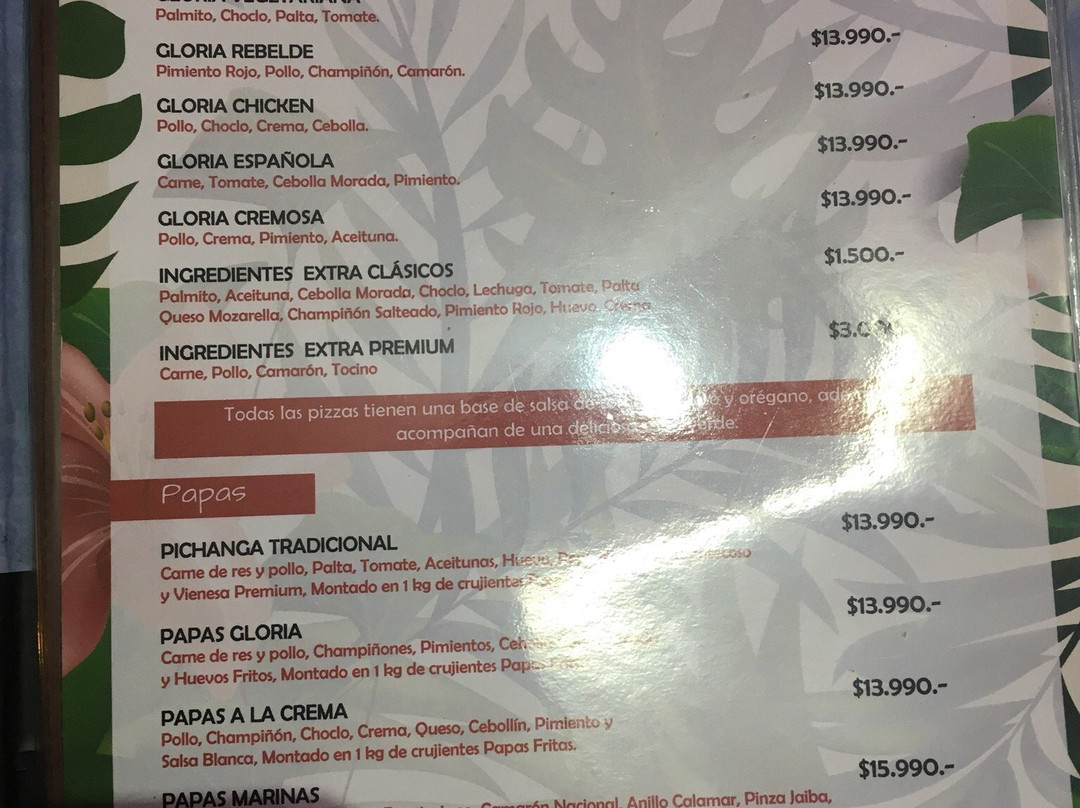 Palmito, Choclo, Palta, Tomate.
$13.990.-
GLORIA REBELDE
Pimiento Rojo, Pollo, Champiñón, Camarón.
$13.990.-
GLORIA CHICKEN
Pollo, Choclo, Crema, Cebolla.
$13.990.-
GLORIA ESPAÑOLA
Carne, Tomate, Cebolla Morada, Pimiento.
$13.990.-
GLORIA CREMOSA
Pollo, Crema, Pimiento, Aceituna.
$1.500.-
INGREDIENTES EXTRA CLÁSICOS
Palmito, Aceituna, Cebolla Morada, Choclo, Lechuga, Tomate, Palta
Queso Mozarella, Champiñón Salteado, Pimiento Rojo, Huevo, Crema
INGREDIENTES EXTRA PREMIUM
Carne, Pollo, Camarón, Tocino
Todas las pizzas tienen una base de salsa y orégano,
acompañan de una
Papas
$13.990.-
PICHANGA TRADICIONAL
Carne de res y pollo, Palta, Tomate, Aceitunas, Huevo,
y Vienesa Premium, Montado en 1 kg de crujientes
$13.990.-
PAPAS GLORIA
Carne de res y pollo, Champiñones, Pimientos,
y Huevos Fritos, Montado en 1 kg de crujientes Papas
$13.990.-
PAPAS A LA CREMA
Pollo, Champiñón, Choclo, Crema, Queso, Cebollín, Pimiento y
Salsa Blanca, Montado en 1 kg de crujientes Papas Fritas.
$15.990.-
PAPAS MARINAS
Camarón Nacional, Anillo Calamar, Pinza Jaiba,